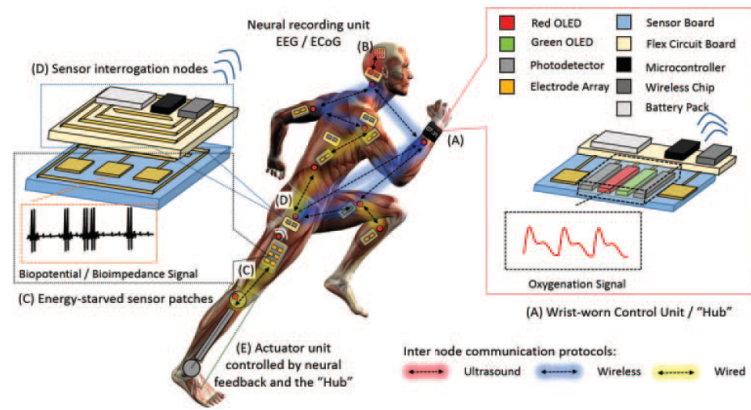 Neural recording unit
EEG / ECoG
(B)
(D) Sensor interrogation nodes
Red OLED
Green OLED
Photodetector
Electrode Array
Sensor Board
Flex Circuit Board
Microcontroller
Wireless Chip
Battery Pack
(A)
(D)
(C)
Biopotential / Bioimpedance Signal
(C) Energy-starved sensor patches
Oxygenation Signal
(A) Wrist-worn Control Unit / "Hub"
(E) Actuator unit
controlled by neural
feedback and the "Hub"
Inter node communication protocols:
Ultrasound
Wireless
Wired